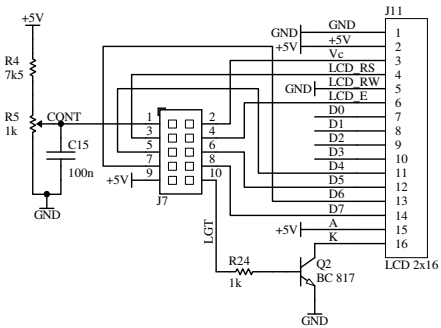 J11
+5V
GND
GND
1
+5V
+5V
2
R4
7k5
Vc
3
LCD_RS
4
GND
LCD_RW
5
LCD_E
6
R5
1k
CONT
1
2
D0
7
3
4
D1
8
C15
5
6
D2
9
100n
7
8
D3
10
+5V
9
10
D4
11
J7
D5
12
D6
13
GND
D7
14
LGT
+5V
A
15
K
16
LCD 2x16
R24
1k
Q2
BC 817
GND